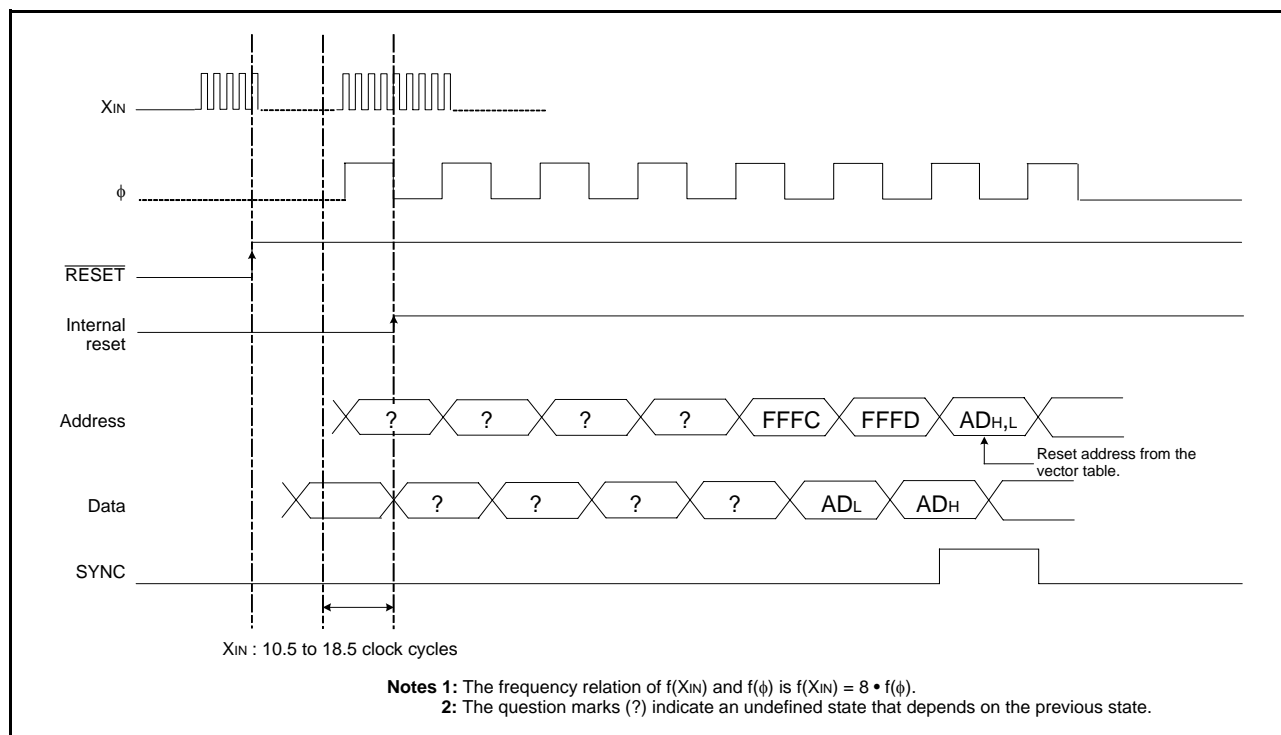 XIN
ϕ
RESET
Internal
reset
Address
? ? ? ? FFFC FFFD ADH,L
Reset address from the
vector table.
Data
? ? ? ? ADL ADH
SYNC
XIN : 10.5 to 18.5 clock cycles
Notes 1: The frequency relation of f(XIN) and f(ϕ) is f(XIN) = 8 • f(ϕ).
2: The question marks (?) indicate an undefined state that depends on the previous state.